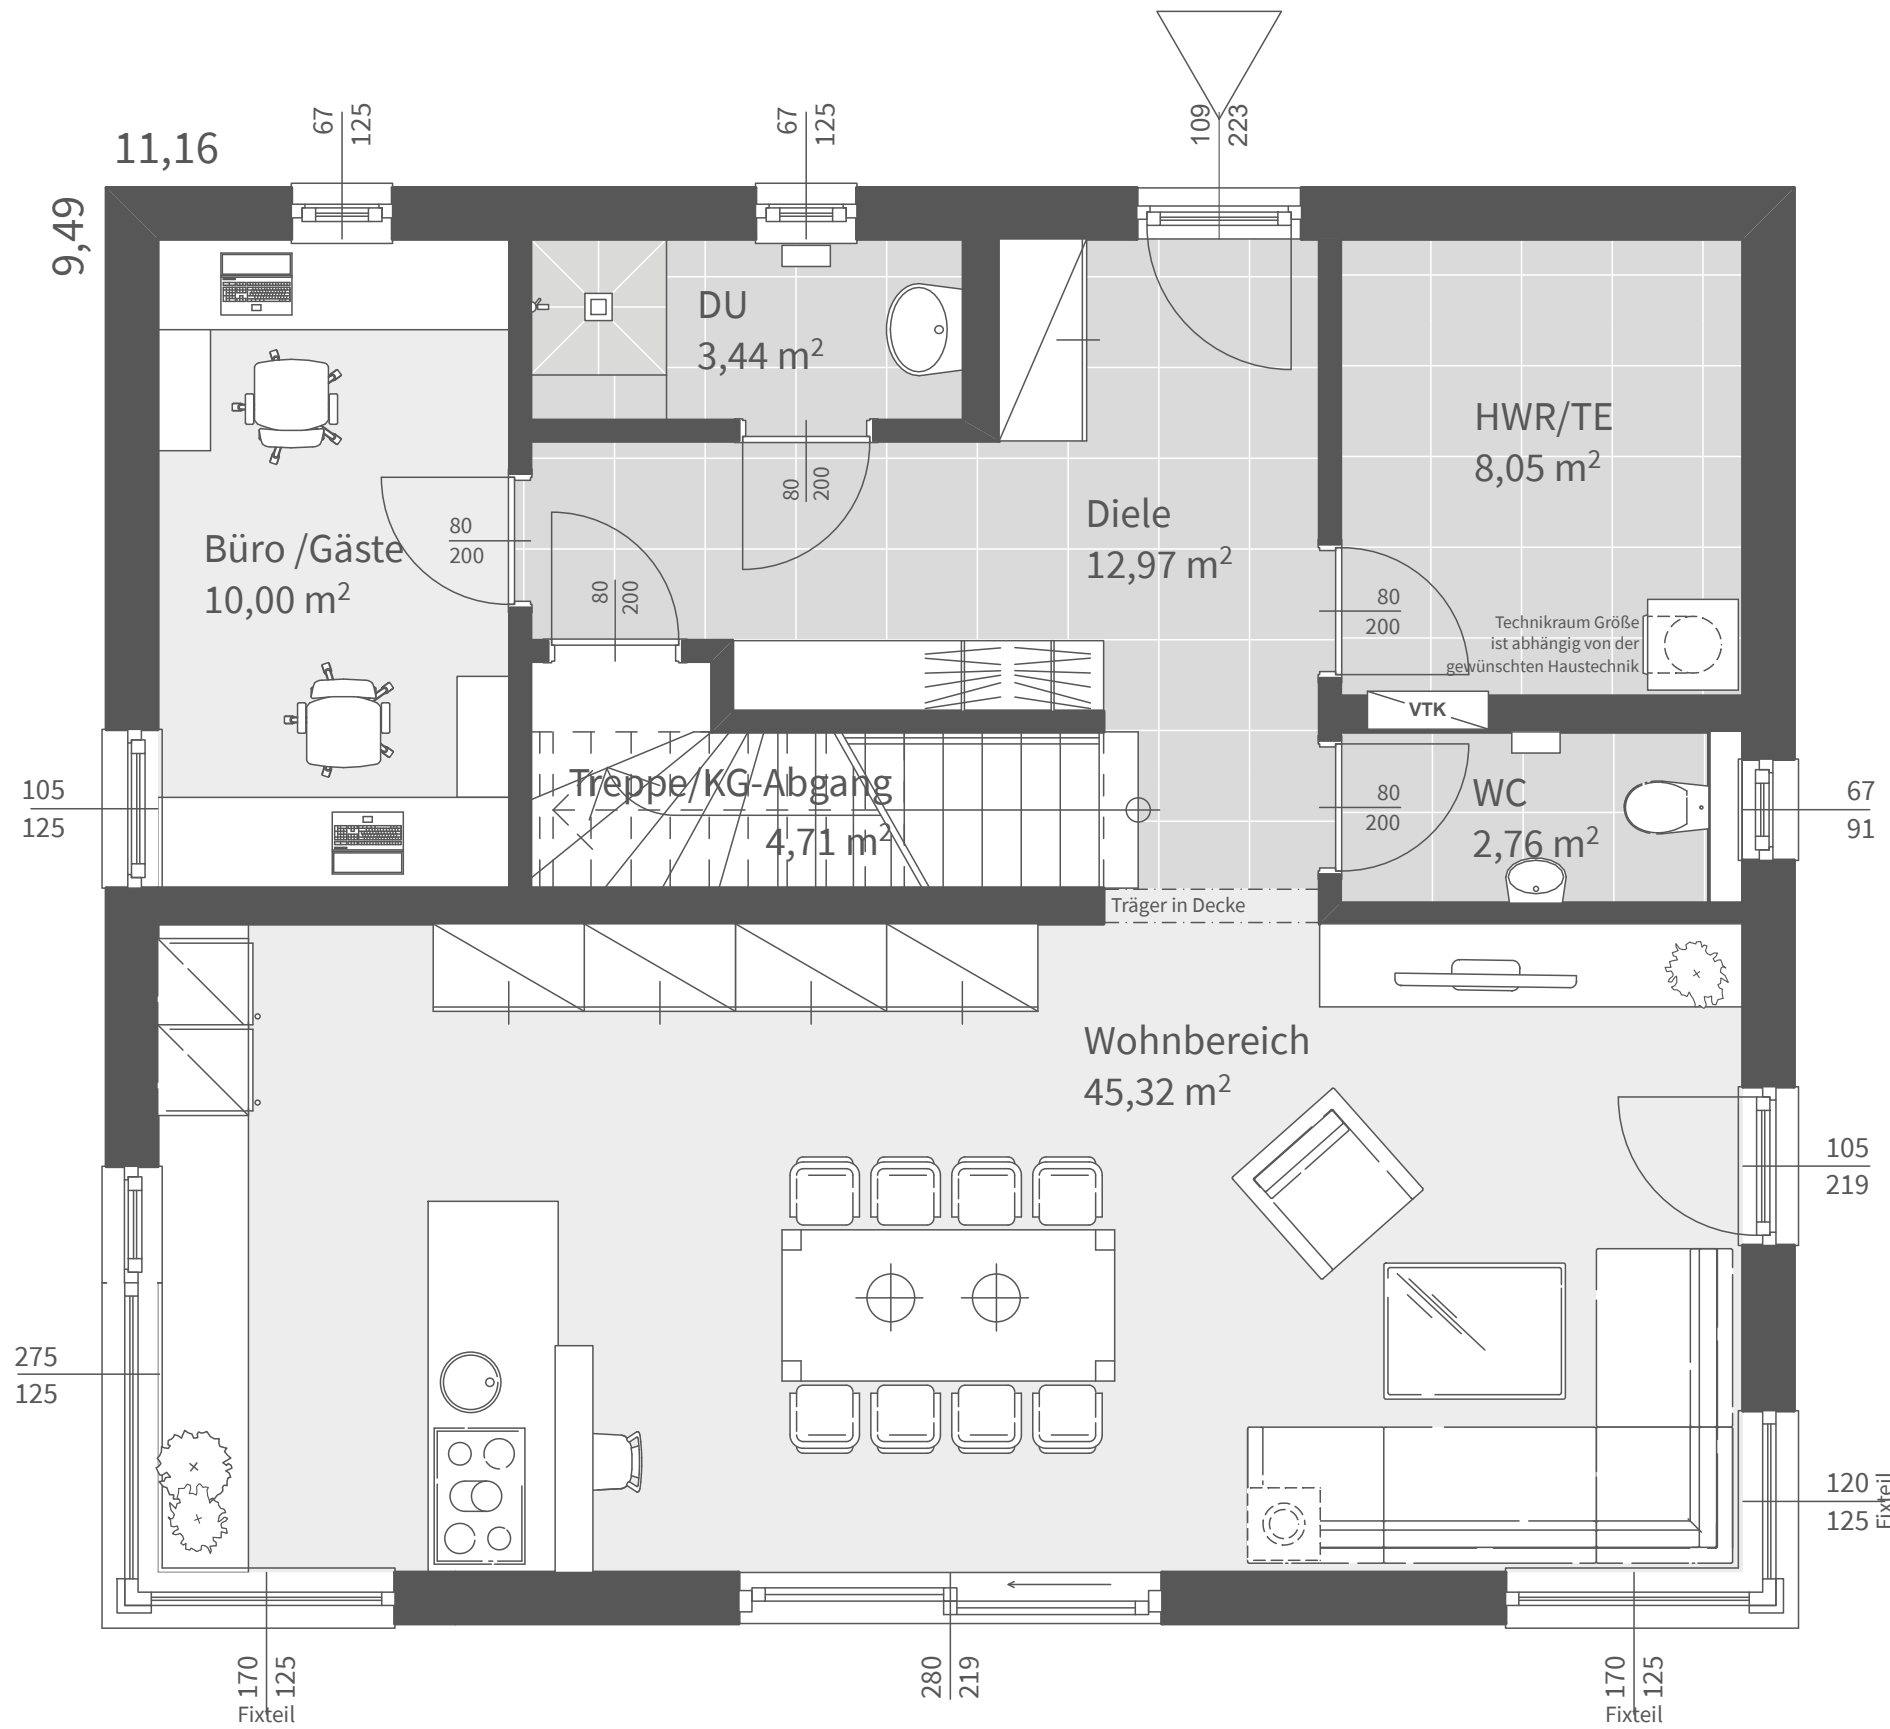 11,16
9,49
67
125
67
125
109
223
DU
3,44 m²
HWR/TE
8,05 m²
Diele
12,97 m²
Büro /Gäste
10,00 m²
80
200
80
200
80
200
80
200
Technikraum Größe
ist abhängig von der
gewünschten Haustechnik
VTK
Treppe/KG-Abgang
4,71 m²
80
200
WC
2,76 m²
105
125
67
91
Träger in Decke
Wohnbereich
45,32 m²
105
219
275
125
120
125
Fixteil
170
125
Fixteil
280
219
170
125
Fixteil